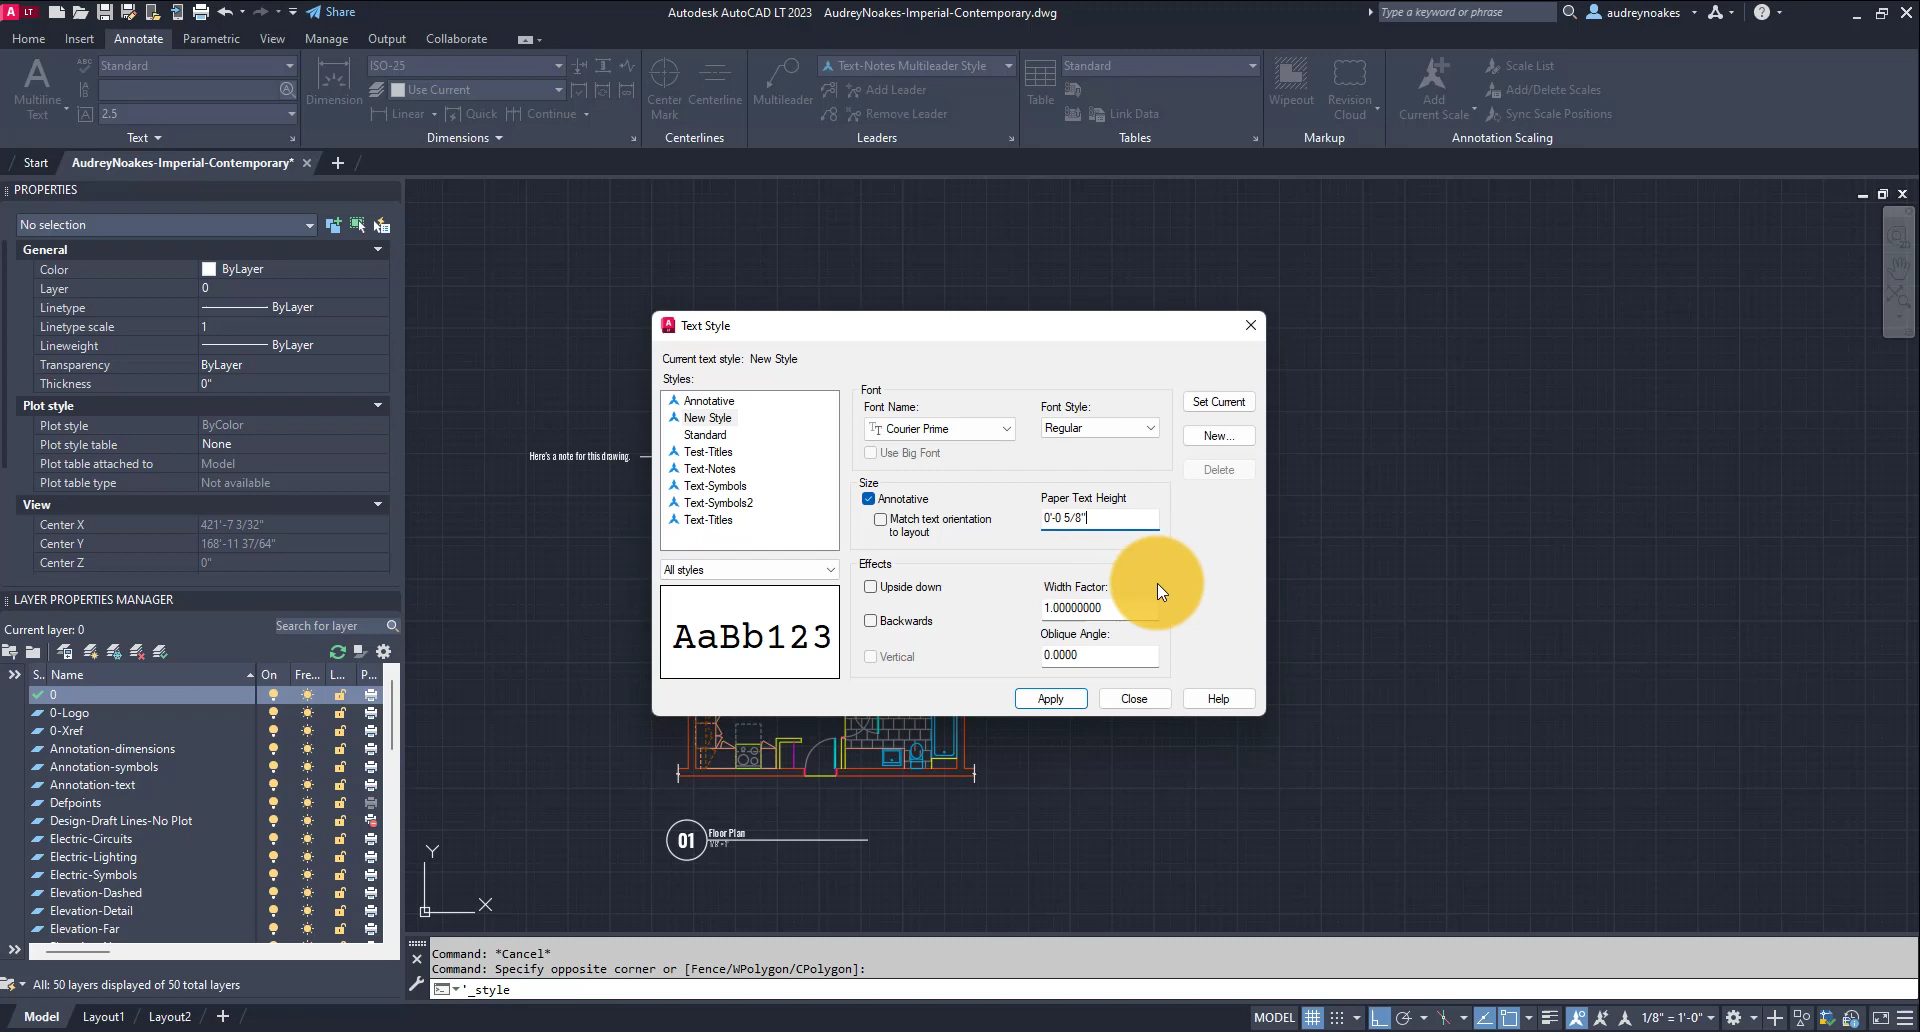 LT
Share
Autodesk AutoCAD LT 2023 AudreyNoakes-Imperial-Contemporary.dwg
Type a keyword or phrase
audreynoakes
Home Insert Annotate Parametric View Manage Output Collaborate
Multiline Text
ABC
Standard
2.5
Text
Dimension
ISO-25
Use Current
Linear Quick Continue
Dimensions
Center Mark
Centerline
Centerlines
Multileader
Text-Notes Multileader Style
Add Leader
Remove Leader
Leaders
Table
Standard
Link Data
Tables
Wipeout
Revision Cloud
Markup
Add Current Scale
Scale List
Add/Delete Scales
Sync Scale Positions
Annotation Scaling
Start
AudreyNoakes-Imperial-Contemporary*
PROPERTIES
No selection
General
Color ByLayer
Layer 0
Linetype ByLayer
Linetype scale 1
Lineweight ByLayer
Transparency ByLayer
Thickness 0"
Plot style
Plot style ByColor
Plot style table None
Plot table attached to Model
Plot table type Not available
View
Center X 421'-7 3/32"
Center Y 168'-11 37/64"
Center Z 0"
LAYER PROPERTIES MANAGER
Current layer: 0
Search for layer
S.. Name On Fre... L... P...
0
0-Logo
0-Xref
Annotation-dimensions
Annotation-symbols
Annotation-text
Defpoints
Design-Draft Lines-No Plot
Electric-Circuits
Electric-Lighting
Electric-Symbols
Elevation-Dashed
Elevation-Detail
Elevation-Far
All: 50 layers displayed of 50 total layers
Here's a note for this drawing.
Text Style
Current text style: New Style
Styles:
Annotative
New Style
Standard
Test-Titles
Text-Notes
Text-Symbols
Text-Symbols2
Text-Titles
All styles
AaBb123
Font
Font Name:
Courier Prime
Font Style:
Regular
Use Big Font
Size
Annotative
Match text orientation
to layout
Paper Text Height
0'-0 5/8"
Effects
Upside down
Backwards
Vertical
Width Factor:
1.00000000
Oblique Angle:
0.0000
Set Current
New...
Delete
Apply
Close
Help
01
Floor Plan
Y
X
Command: *Cancel*
Command: Specify opposite corner or [Fence/WPolygon/CPolygon]:
'_style
Model Layout1 Layout2
MODEL
1/8" = 1'-0"